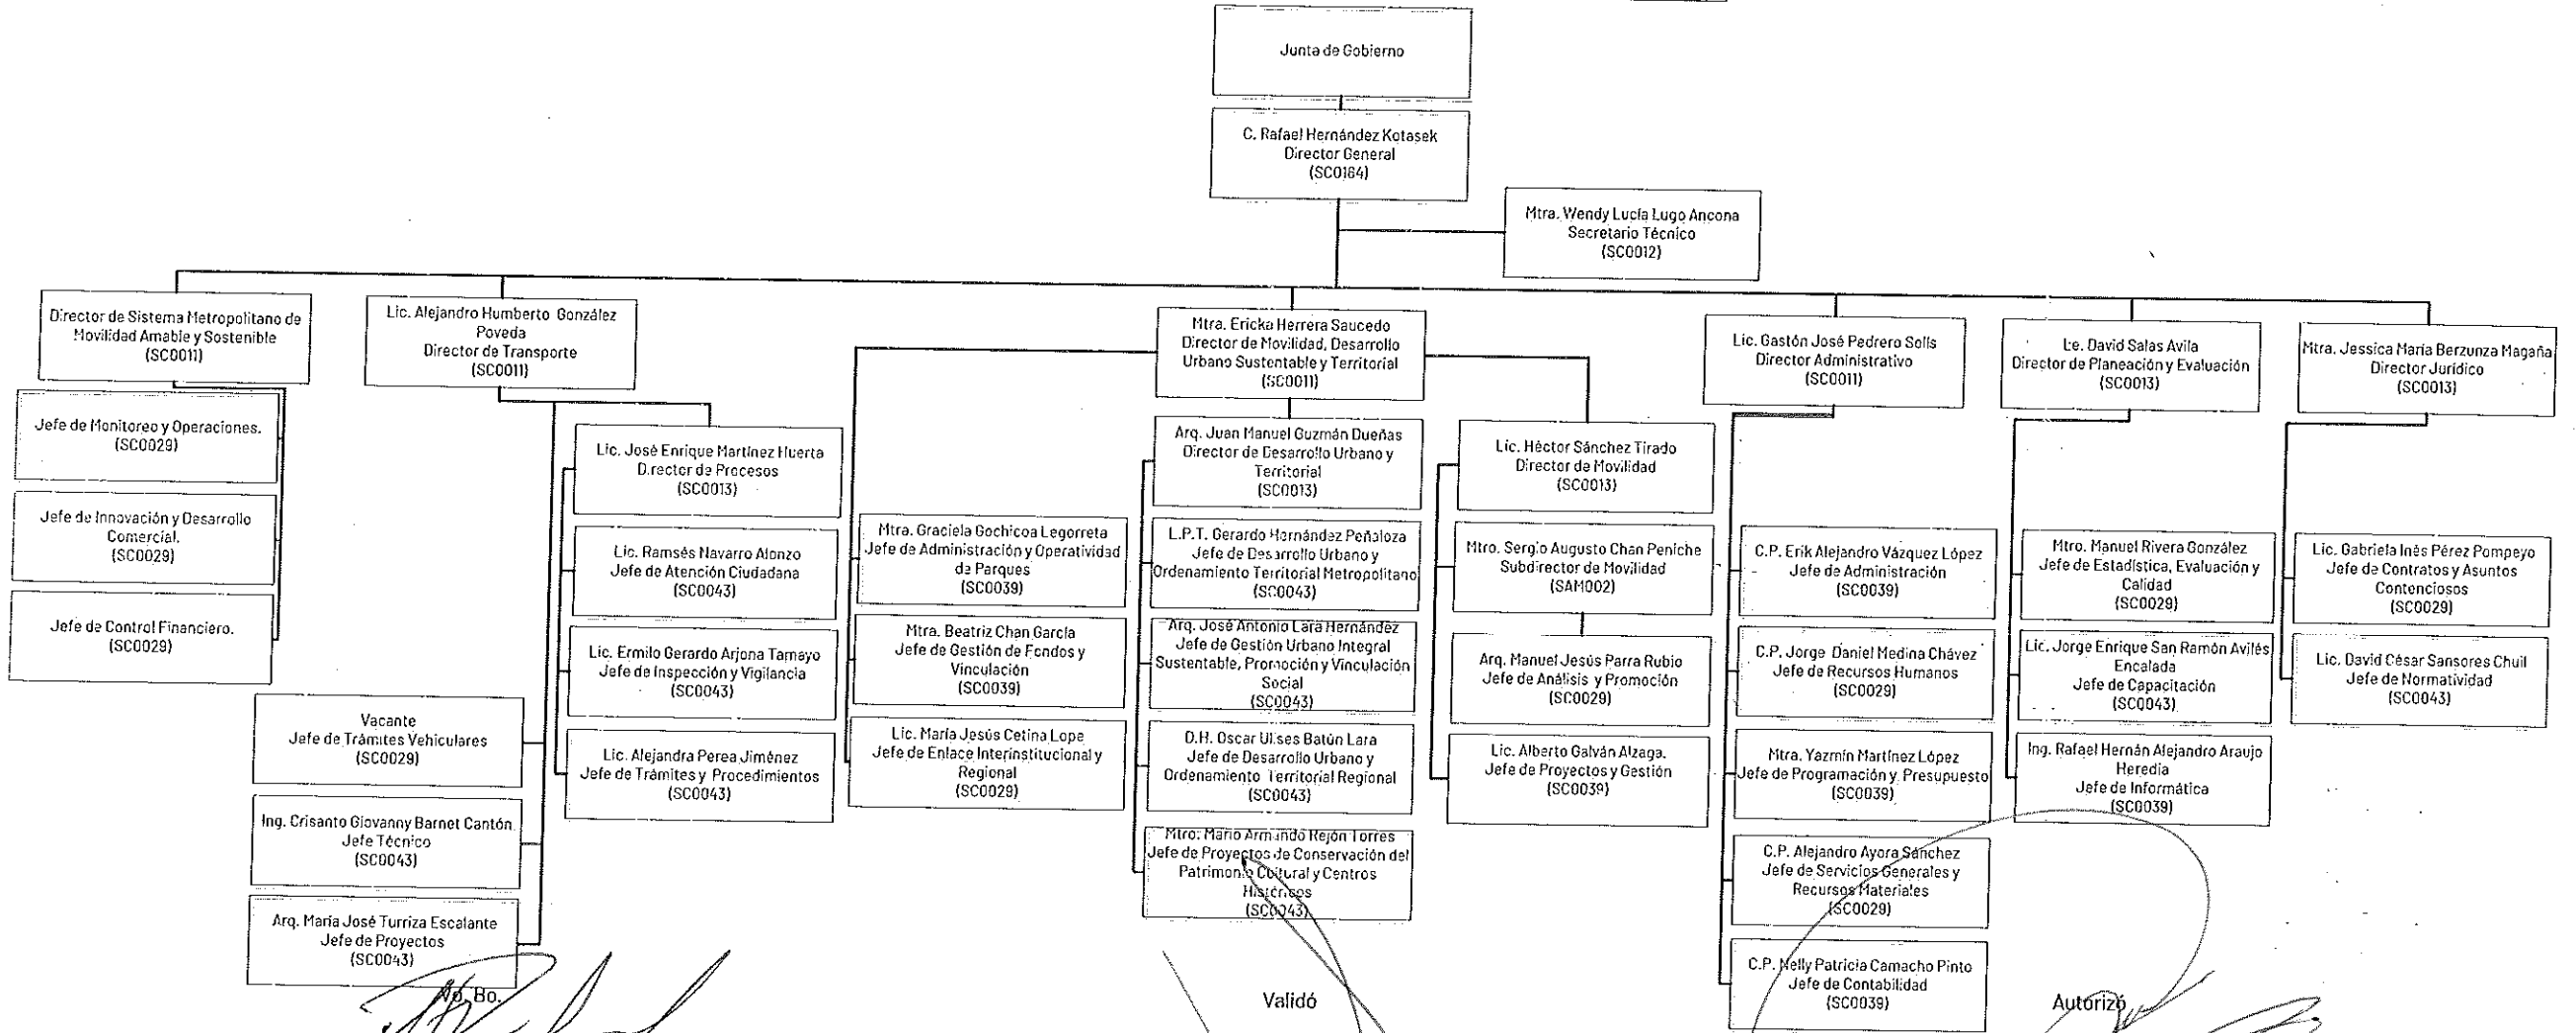 Junta de Gobierno
C. Rafael Hernández Kotasek
Director General
(SC0164)
Mtra. Wendy Lucía Lugo Ancona
Secretario Técnico
(SC0012)
Director de Sistema Metropolitano de
Movilidad Amable y Sostenible
(SC0011)
Jefe de Monitoreo y Operaciones.
(SC0029)
Jefe de Innovación y Desarrollo
Comercial.
(SC0029)
Jefe de Control Financiero.
(SC0029)
Lic. Alejandro Humberto González
Poveda
Director de Transporte
(SC0011)
Vacante
Jefe de Trámites Vehiculares
(SC0029)
Ing. Crisanto Giovanny Barnet Cantón.
Jefe Técnico
(SC0043)
Arq. María José Turriza Escalante
Jefe de Proyectos
(SC0043)
Lic. José Enrique Martínez Huerta
Director de Procesos
(SC0013)
Lic. Ramsés Navarro Alonzo
Jefe de Atención Ciudadana
(SC0043)
Lic. Ermilo Gerardo Arjona Tamayo
Jefe de Inspección y Vigilancia
(SC0043)
Lic. Alejandra Perea Jiménez
Jefe de Trámites y Procedimientos
(SC0043)
Mtra. Ericka Herrera Saucedo
Director de Movilidad, Desarrollo
Urbano Sustentable y Territorial
(SC0011)
Mtra. Graciela Gochicoa Legorreta
Jefe de Administración y Operatividad
de Parques
(SC0039)
Mtra. Beatriz Chan García
Jefe de Gestión de Fondos y
Vinculación
(SC0039)
Lic. María Jesús Cetina Lope
Jefe de Enlace Interinstitucional y
Regional
(SC0029)
Arq. Juan Manuel Guzmán Dueñas
Director de Desarrollo Urbano y
Territorial
(SC0013)
L.P.T. Gerardo Hernández Peñaloza
Jefe de Desarrollo Urbano y
Ordenamiento Territorial Metropolitano
(SC0043)
Arq. José Antonio Lara Hernández
Jefe de Gestión Urbano Integral
Sustentable, Promoción y Vinculación
Social
(SC0043)
D.H. Oscar Ulises Batún Lara
Jefe de Desarrollo Urbano y
Ordenamiento Territorial Regional
(SC0043)
Mtro. Mario Armando Rejón Torres
Jefe de Proyectos de Conservación del
Patrimonio Cultural y Centros
Históricos
(SC0043)
Lic. Héctor Sánchez Tirado
Director de Movilidad
(SC0013)
Mtro. Sergio Augusto Chan Peniche
Subdirector de Movilidad
(SAM002)
Arq. Manuel Jesús Parra Rubio
Jefe de Análisis y Promoción
(SC0029)
Lic. Alberto Galván Alzaga.
Jefe de Proyectos y Gestión
(SC0039)
Lic. Gastón José Pedrero Solís
Director Administrativo
(SC0011)
C.P. Erik Alejandro Vázquez López
Jefe de Administración
(SC0039)
C.P. Jorge Daniel Medina Chávez
Jefe de Recursos Humanos
(SC0029)
Mtra. Yazmín Martínez López
Jefe de Programación y Presupuesto
(SC0039)
C.P. Alejandro Ayora Sánchez
Jefe de Servicios Generales y
Recursos Materiales
(SC0029)
C.P. Nelly Patricia Camacho Pinto
Jefe de Contabilidad
(SC0039)
Le. David Salas Avila
Director de Planeación y Evaluación
(SC0013)
Mtro. Manuel Rivera González
Jefe de Estadística, Evaluación y
Calidad
(SC0029)
Lic. Jorge Enrique San Ramón Avilés
Encalada
Jefe de Capacitación
(SC0043)
Ing. Rafael Hernán Alejandro Araujo
Heredia
Jefe de Informática
(SC0039)
Mtra. Jessica María Berzunza Magaña
Director Jurídico
(SC0013)
Lic. Gabriela Inés Pérez Pompeyo
Jefe de Contratos y Asuntos
Contenciosos
(SC0029)
Lic. David César Sansores Chuil
Jefe de Normatividad
(SC0043)
Vo. Bo.
Validó
Autorizó